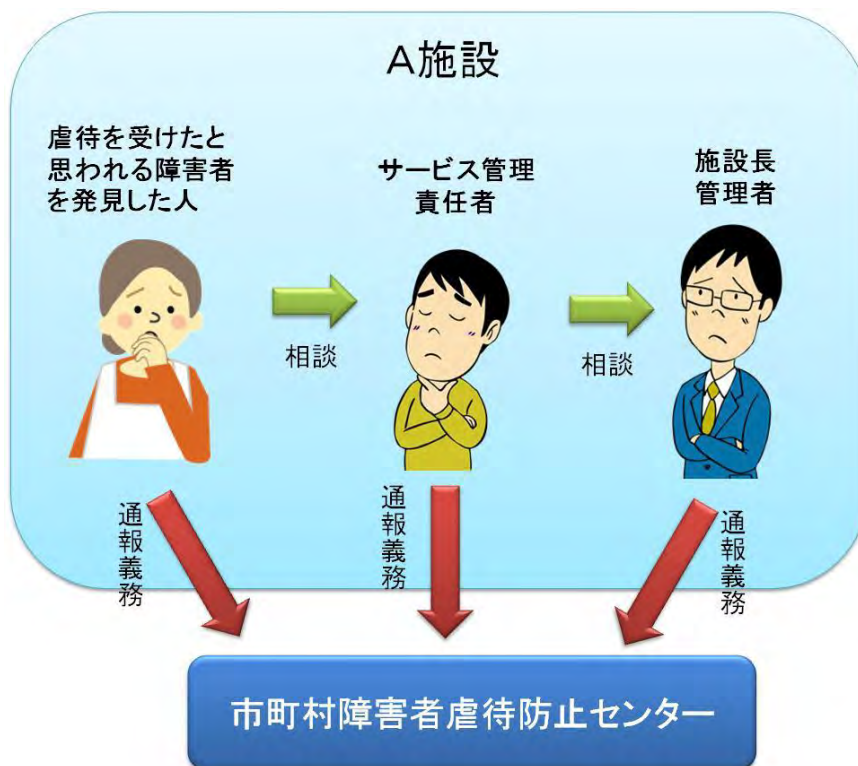 A施設
虐待を受けたと
思われる障害者
を発見した人
サービス管理
責任者
施設長
管理者
相談
相談
通報義務
通報義務
通報義務
市町村障害者虐待防止センター